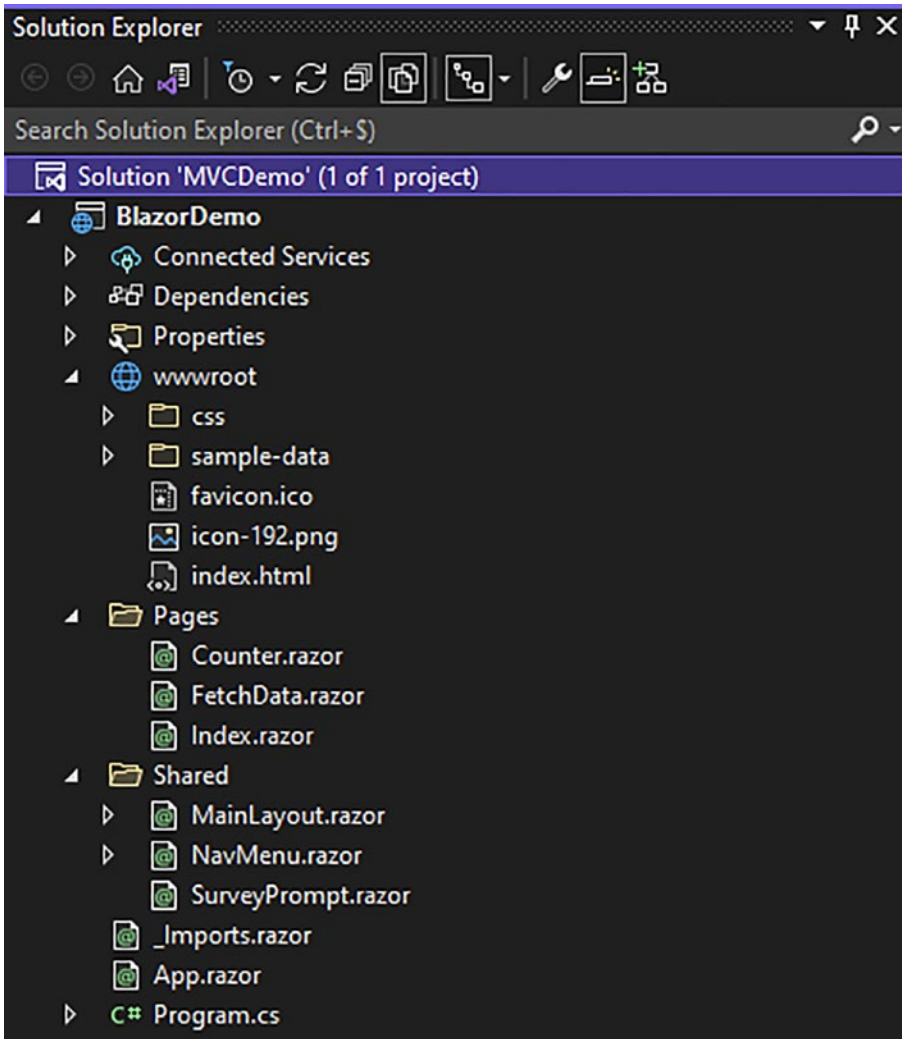 Solution Explorer
Search Solution Explorer (Ctrl+$)
Solution 'MVCDemo' (1 of 1 project)
BlazorDemo
Connected Services
Dependencies
Properties
wwwroot
css
sample-data
favicon.ico
icon-192.png
index.html
Pages
Counter.razor
FetchData.razor
Index.razor
Shared
MainLayout.razor
NavMenu.razor
SurveyPrompt.razor
_Imports.razor
App.razor
C# Program.cs